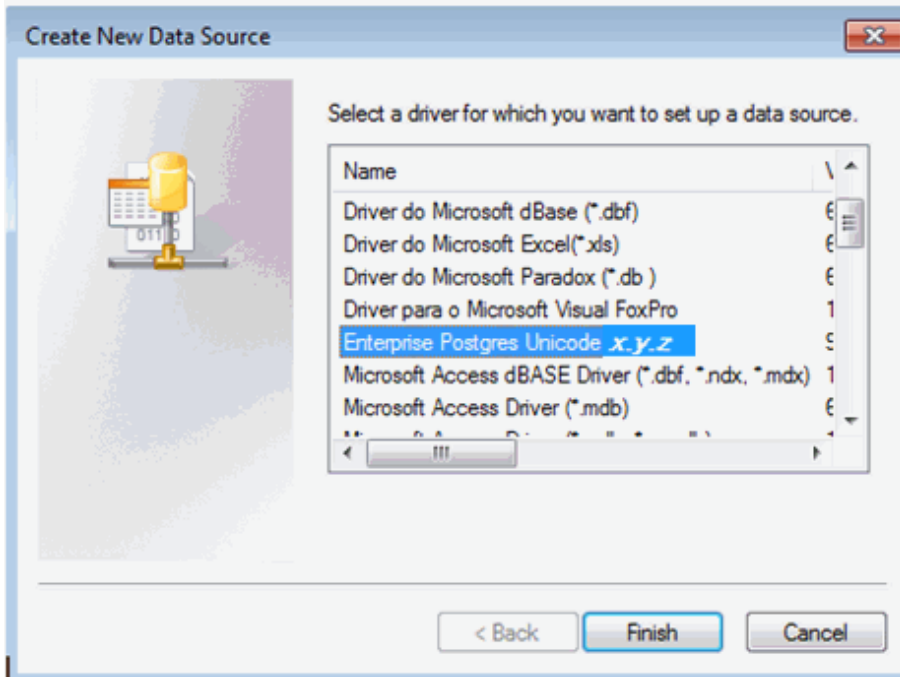 Create New Data Source
Select a driver for which you want to set up a data source.
Name
Driver do Microsoft dBase (*.dbf)
Driver do Microsoft Excel(*.xls)
Driver do Microsoft Paradox (*.db )
Driver para o Microsoft Visual FoxPro 1
Enterprise Postgres Unicode x.y.z
Microsoft Access dBASE Driver (*.dbf, *.ndx, *.mdx) 1
Microsoft Access Driver (*.mdb)
< Back Finish Cancel